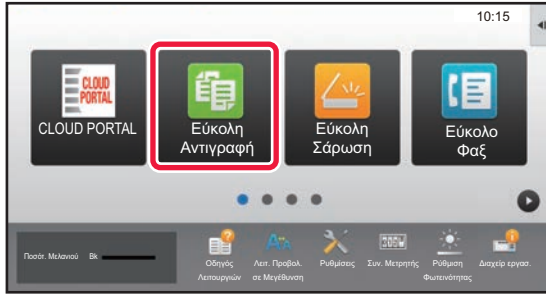 10:15
CLOUD
PORTAL
CLOUD PORTAL
Εύκολη
Αντιγραφή
Εύκολη
Σάρωση
Εύκολο
Φαξ
Ποσότ. Μελανιού Bk
Οδηγός
Λειτουργιών
Λειτ. Προβολ.
σε Μεγέθυνση
Ρυθμίσεις
Συν. Μετρητής
Ρύθμιση
Φωτεινότητας
Διαχείρ εργασ.